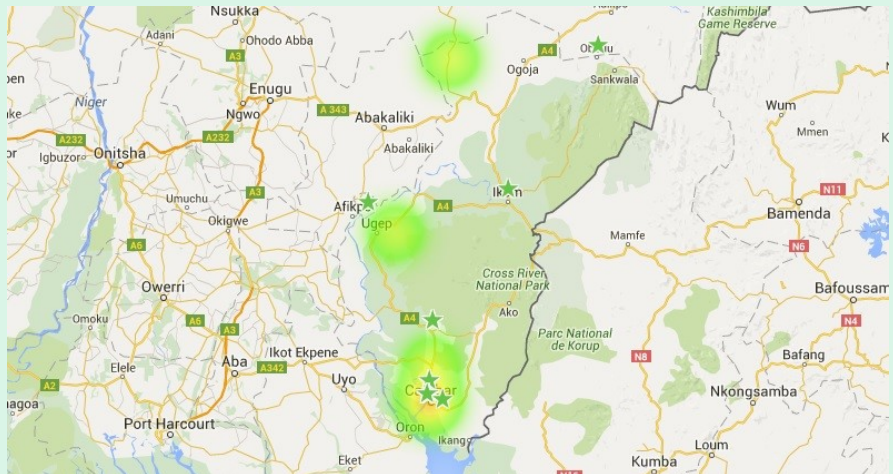 Nsukka
Adani
Ohodo Abba
A3
A4
Ogoja
Sankwala
Kashimbila
Game Reserve
Niger
Enugu
Ngwo
A 343
Abakaliki
Abakaliki
Wum
Mmen
A232
A232
Igbuzor
Onitsha
A3
Umuchu
Okigwe
Ugep
A4
N11
Bamenda
N6
Mamfe
A6
Cross River
National Park
Ako
Owerri
Bafoussam
Omoku
A6
A3
A4
Parc National
de Korup
N4
N8
Bafang
Aba
A342
Ikot Ekpene
Elele
A2
Uyo
Nkongsamba
Port Harcourt
Oron
Ikang
Eket
Loum
Kumba